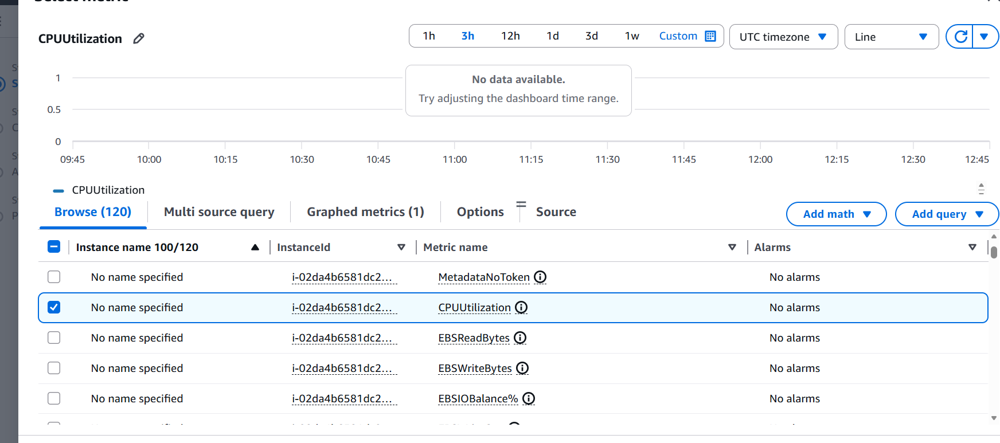 CPUUtilization
1h 3h 12h 1d 3d 1w Custom UTC timezone Line
No data available.
Try adjusting the dashboard time range.
1
0.5
0
09:45 10:00 10:15 10:30 10:45 11:00 11:15 11:30 11:45 12:00 12:15 12:30 12:45
CPUUtilization
Browse (120) Multi source query Graphed metrics (1) Options Source Add math Add query
Instance name 100/120 InstanceId Metric name Alarms
No name specified i-02da4b6581dc2... MetadataNoToken No alarms
No name specified i-02da4b6581dc2... CPUUtilization No alarms
No name specified i-02da4b6581dc2... EBSReadBytes No alarms
No name specified i-02da4b6581dc2... EBSWriteBytes No alarms
No name specified i-02da4b6581dc2... EBSIOBalance% No alarms